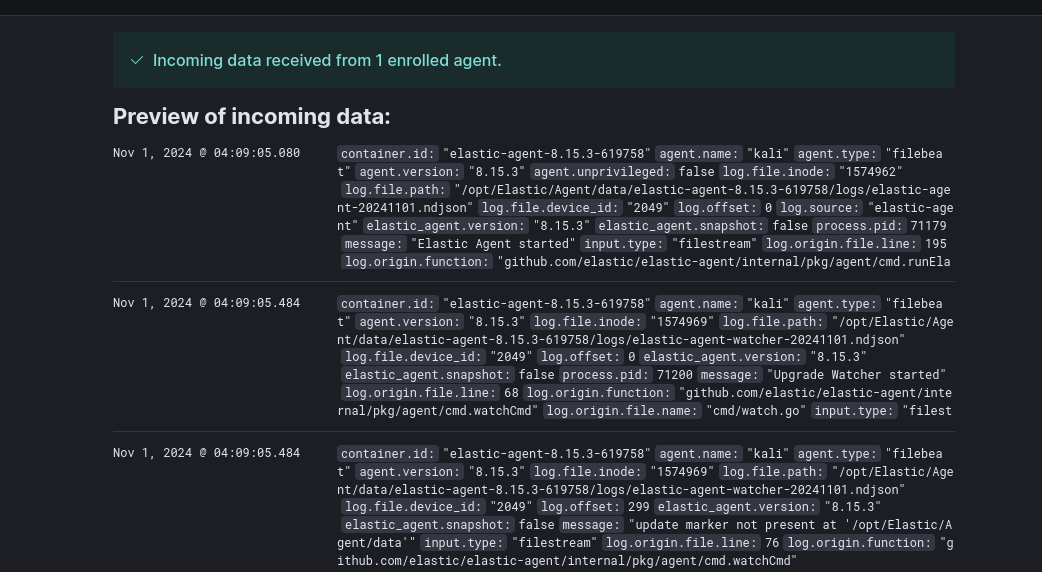 Incoming data received from 1 enrolled agent.
Preview of incoming data:
Nov 1, 2024 @ 04:09:05.080
container.id: "elastic-agent-8.15.3-619758" agent.name: "kali" agent.type: "filebea
t" agent.version: "8.15.3" agent.unprivileged: false log.file.inode: "1574962"
log.file.path: "/opt/Elastic/Agent/data/elastic-agent-8.15.3-619758/logs/elastic-age
nt-20241101.ndjson" log.file.device_id: "2049" log.offset: 0 log.source: "elastic-age
nt" elastic_agent.version: "8.15.3" elastic_agent.snapshot: false process.pid: 71179
message: "Elastic Agent started" input.type: "filestream" log.origin.file.line: 195
log.origin.function: "github.com/elastic/elastic-agent/internal/pkg/agent/cmd.runEla
Nov 1, 2024 @ 04:09:05.484
container.id: "elastic-agent-8.15.3-619758" agent.name: "kali" agent.type: "filebea
t" agent.version: "8.15.3" log.file.inode: "1574969" log.file.path: "/opt/Elastic/Age
nt/data/elastic-agent-8.15.3-619758/logs/elastic-agent-watcher-20241101.ndjson"
log.file.device_id: "2049" log.offset: 0 elastic_agent.version: "8.15.3"
elastic_agent.snapshot: false process.pid: 71200 message: "Upgrade Watcher started"
log.origin.file.line: 68 log.origin.function: "github.com/elastic/elastic-agent/inte
rnal/pkg/agent/cmd.watchCmd" log.origin.file.name: "cmd/watch.go" input.type: "filest
Nov 1, 2024 @ 04:09:05.484
container.id: "elastic-agent-8.15.3-619758" agent.name: "kali" agent.type: "filebea
t" agent.version: "8.15.3" log.file.inode: "1574969" log.file.path: "/opt/Elastic/Age
nt/data/elastic-agent-8.15.3-619758/logs/elastic-agent-watcher-20241101.ndjson"
log.file.device_id: "2049" log.offset: 299 elastic_agent.version: "8.15.3"
elastic_agent.snapshot: false message: "update marker not present at '/opt/Elastic/A
gent/data'" input.type: "filestream" log.origin.file.line: 76 log.origin.function: "g
ithub.com/elastic/elastic-agent/internal/pkg/agent/cmd.watchCmd"